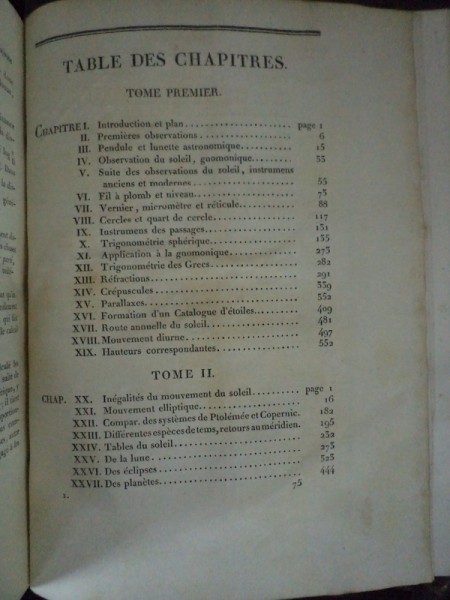 TABLE DES CHAPITRES.
TOME PREMIER.
CHAPITRE I. Introduction et plan.................... page 1
II. Premières observations.................... 6
III. Pendule et lunette astronomique.................... 15
IV. Observation du soleil, gnomonique.................... 33
V. Suite des observations du soleil, instrumens
anciens et modernes.................... 55
VI. Fil à plomb et niveau.................... 73
VII. Vernier, micromètre et réticule.................... 88
VIII. Cercles et quart de cercle.................... 117
IX. Instrumens des passages.................... 131
X. Trigonométrie sphérique.................... 135
XI. Application à la gnomonique.................... 273
XII. Trigonométrie des Grecs.................... 282
XIII. Réfractions.................... 291
XIV. Crépuscules.................... 339
XV. Parallaxes.................... 352
XVI. Formation d'un Catalogue d'étoiles.................... 409
XVII. Route annuelle du soleil.................... 481
XVIII. Mouvement diurne.................... 497
XIX. Hauteurs correspondantes.................... 552
TOME II.
CHAP. XX. Inégalités du mouvement du soleil.................... page 1
XXI. Mouvement elliptique.................... 16
XXII. Compar. des systèmes de Ptolémée et Copernic. 182
XXIII. Différentes espèces de tems, retours au méridien. 195
XXIV. Tables du soleil.................... 232
XXV. De la lune.................... 273
XXVI. Des éclipses.................... 323
XXVII. Des planètes.................... 444
1. 75